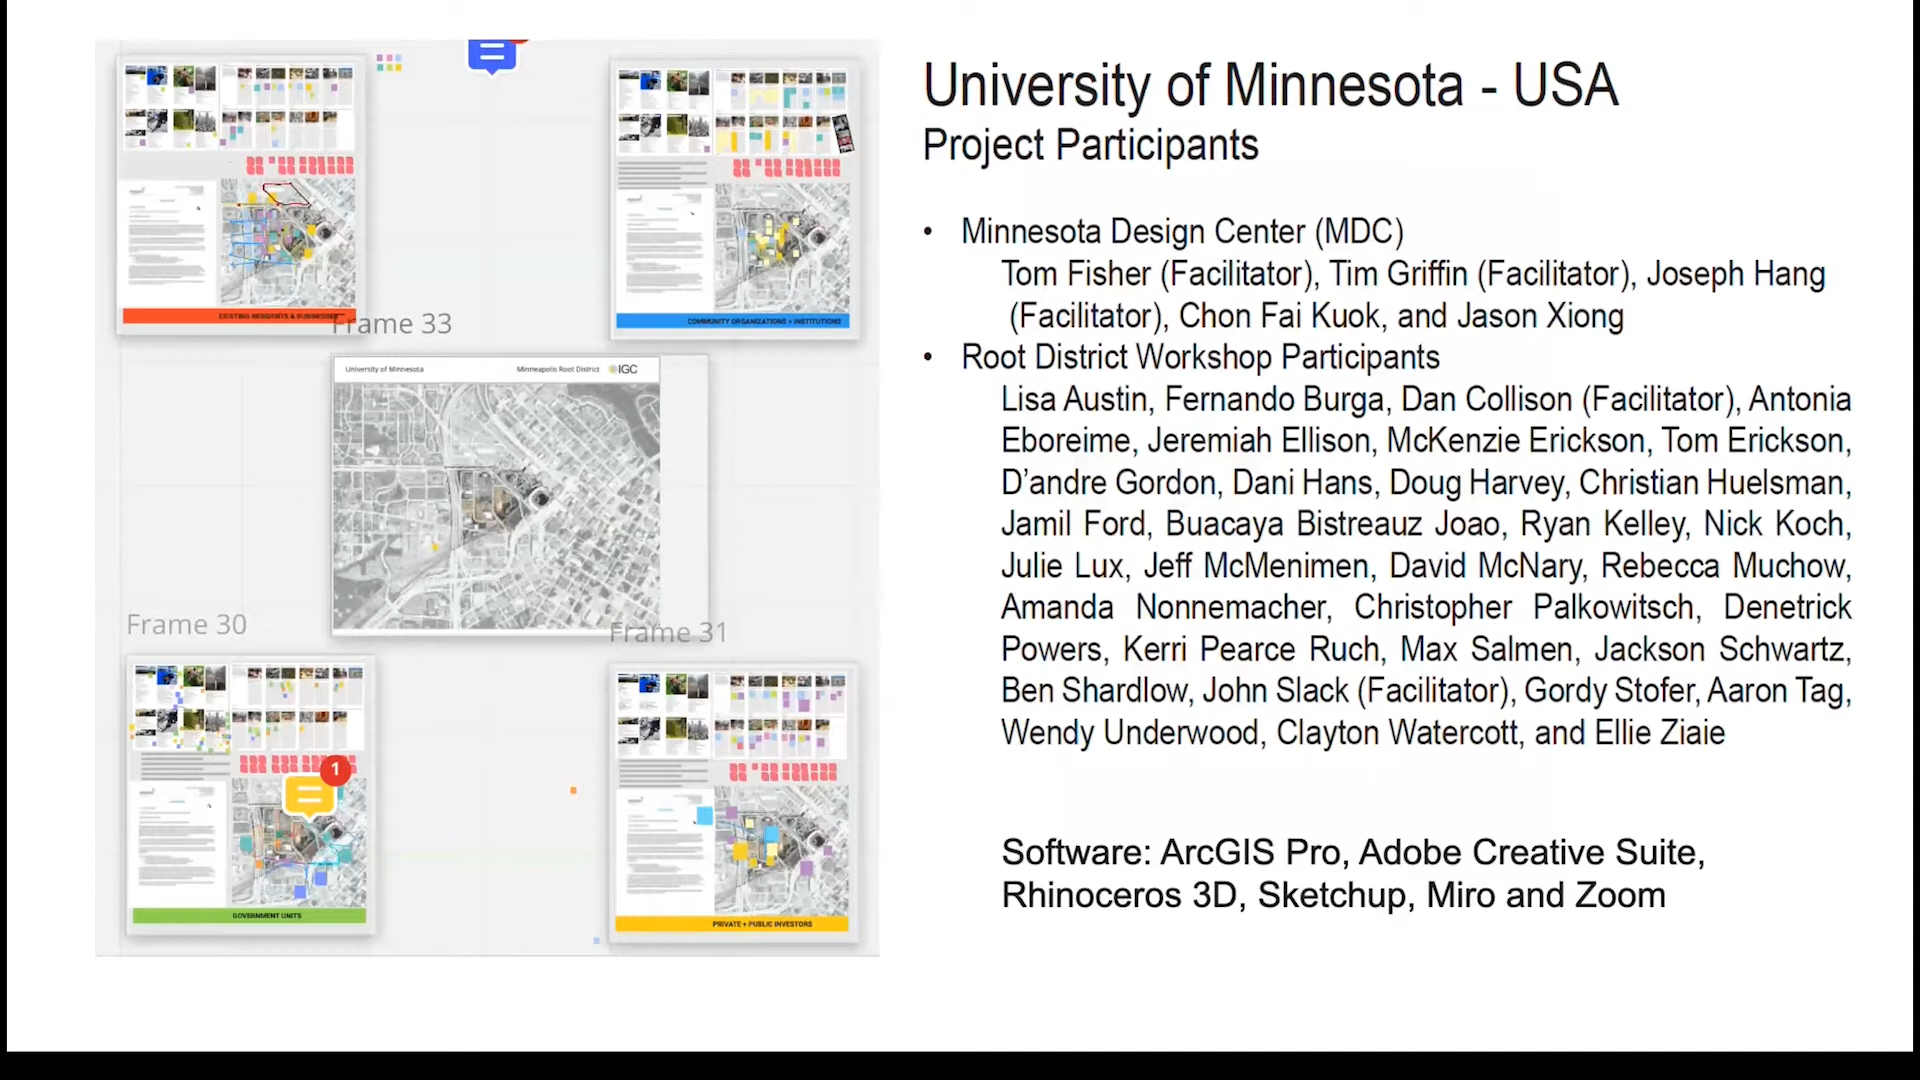 University of Minnesota - USA
Project Participants
• Minnesota Design Center (MDC)
Tom Fisher (Facilitator), Tim Griffin (Facilitator), Joseph Hang
(Facilitator), Chon Fai Kuok, and Jason Xiong
• Root District Workshop Participants
Lisa Austin, Fernando Burga, Dan Collison (Facilitator), Antonia
Eboreime, Jeremiah Ellison, McKenzie Erickson, Tom Erickson,
D’andre Gordon, Dani Hans, Doug Harvey, Christian Huelsman,
Jamil Ford, Buacaya Bistreauz Joao, Ryan Kelley, Nick Koch,
Julie Lux, Jeff McMenimen, David McNary, Rebecca Muchow,
Amanda Nonnemacher, Christopher Palkowitsch, Denetrick
Powers, Kerri Pearce Ruch, Max Salmen, Jackson Schwartz,
Ben Shardlow, John Slack (Facilitator), Gordy Stofer, Aaron Tag,
Wendy Underwood, Clayton Watercott, and Ellie Ziaie
Software: ArcGIS Pro, Adobe Creative Suite,
Rhinoceros 3D, Sketchup, Miro and Zoom
EXISTING RESIDENTS & BUSINESSES
COMMUNITY ORGANIZATIONS + INSTITUTIONS
Frame 33
University of Minnesota
Minneapolis Root District
IGC
Frame 30
Frame 31
1
GOVERNMENT UNITS
PRIVATE + PUBLIC INVESTORS